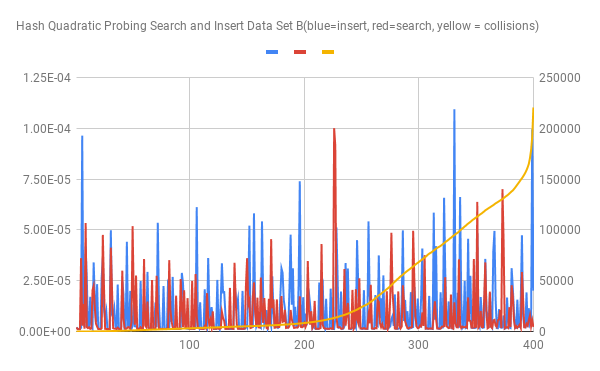 Hash Quadratic Probing Search and Insert Data Set B(blue=insert, red=search, yellow = collisions)
1.25E-04 250000
1.00E-04 200000
7.50E-05 150000
5.00E-05 100000
2.50E-05 50000
0.00E+00 0
100 200 300 400